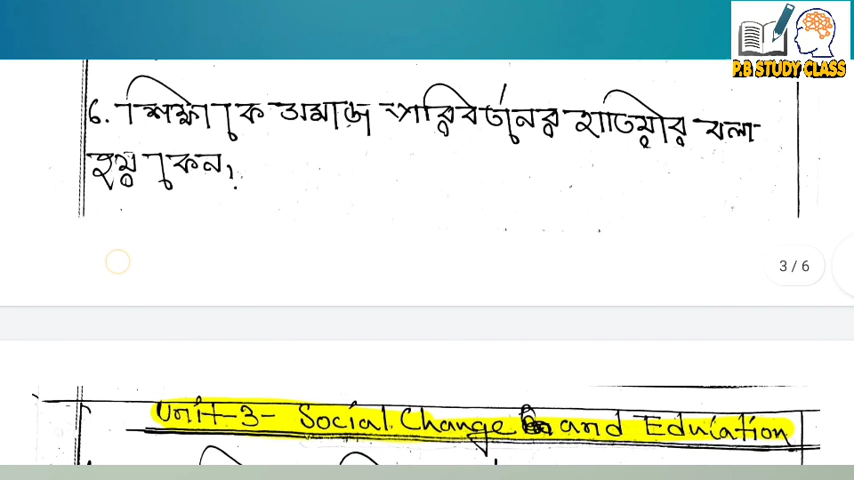 P.B STUDY CLASS
6. শিক্ষাকে সমাজ পরিবর্তনের হাতিয়ার বলা
হয় কেন?
3 / 6
Unit-3- Social Change and Education